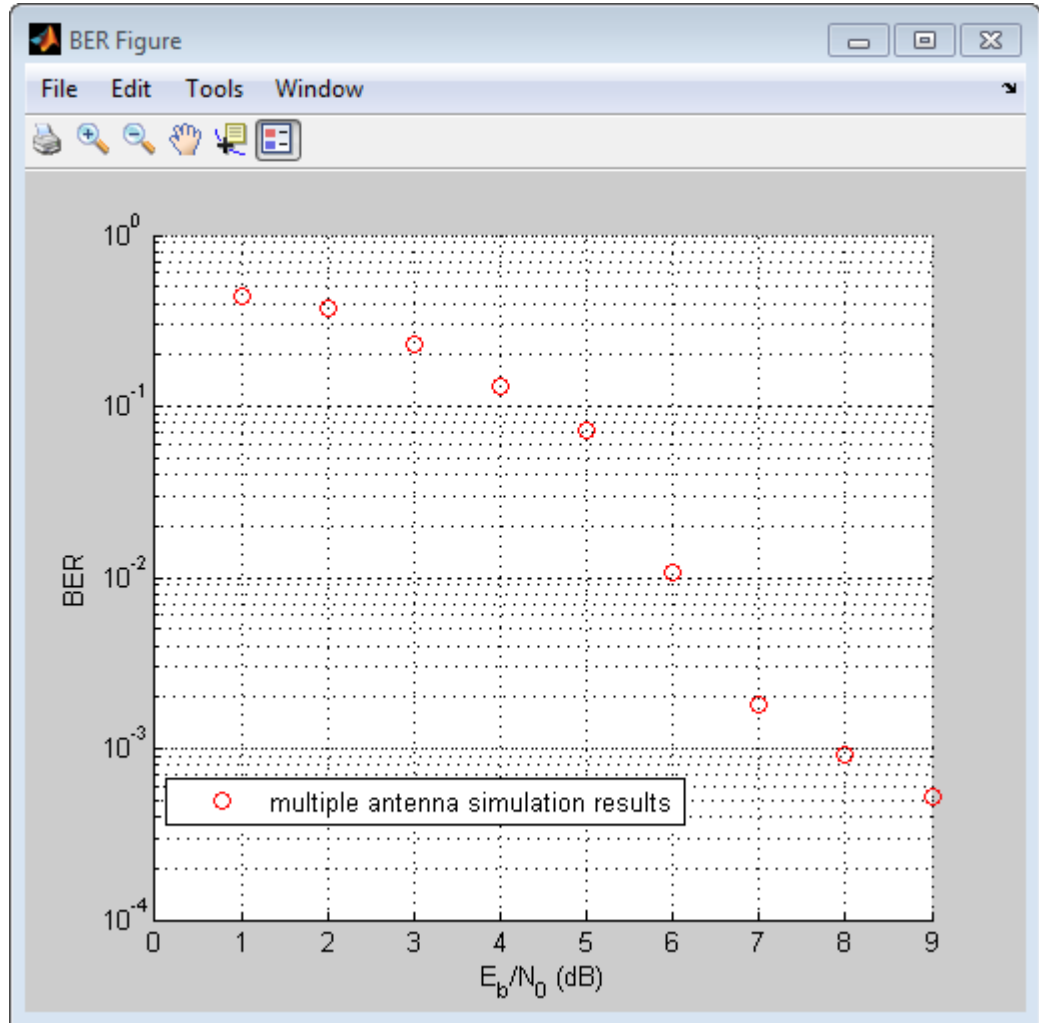 BER Figure
File Edit Tools Window
10^0
10^-1
10^-2
10^-3
10^-4
BER
multiple antenna simulation results
0 1 2 3 4 5 6 7 8 9
E_b/N_0 (dB)